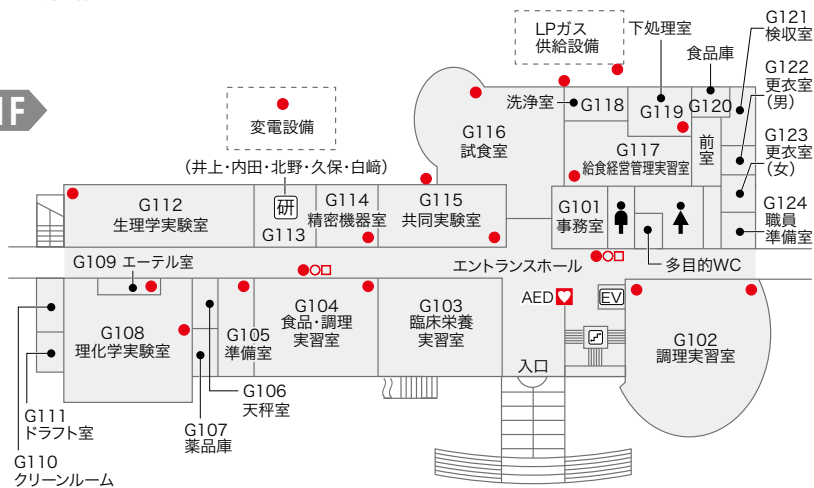 1F
変電設備
LPガス
供給設備
下処理室
食品庫
G121
検収室
G122
更衣室
(男)
G123
更衣室
(女)
G124
職員
準備室
洗浄室
G118
G119
G120
G116
試食室
G117
給食経営管理実習室
前室
(井上・内田・北野・久保・白﨑)
研
G112
生理学実験室
G113
G114
精密機器室
G115
共同実験室
G101
事務室
多目的WC
エントランスホール
G109 エーテル室
G108
理化学実験室
G105
準備室
G104
食品・調理
実習室
G103
臨床栄養
実習室
AED
EV
G102
調理実習室
入口
G106
天秤室
G107
薬品庫
G111
ドラフト室
G110
クリーンルーム